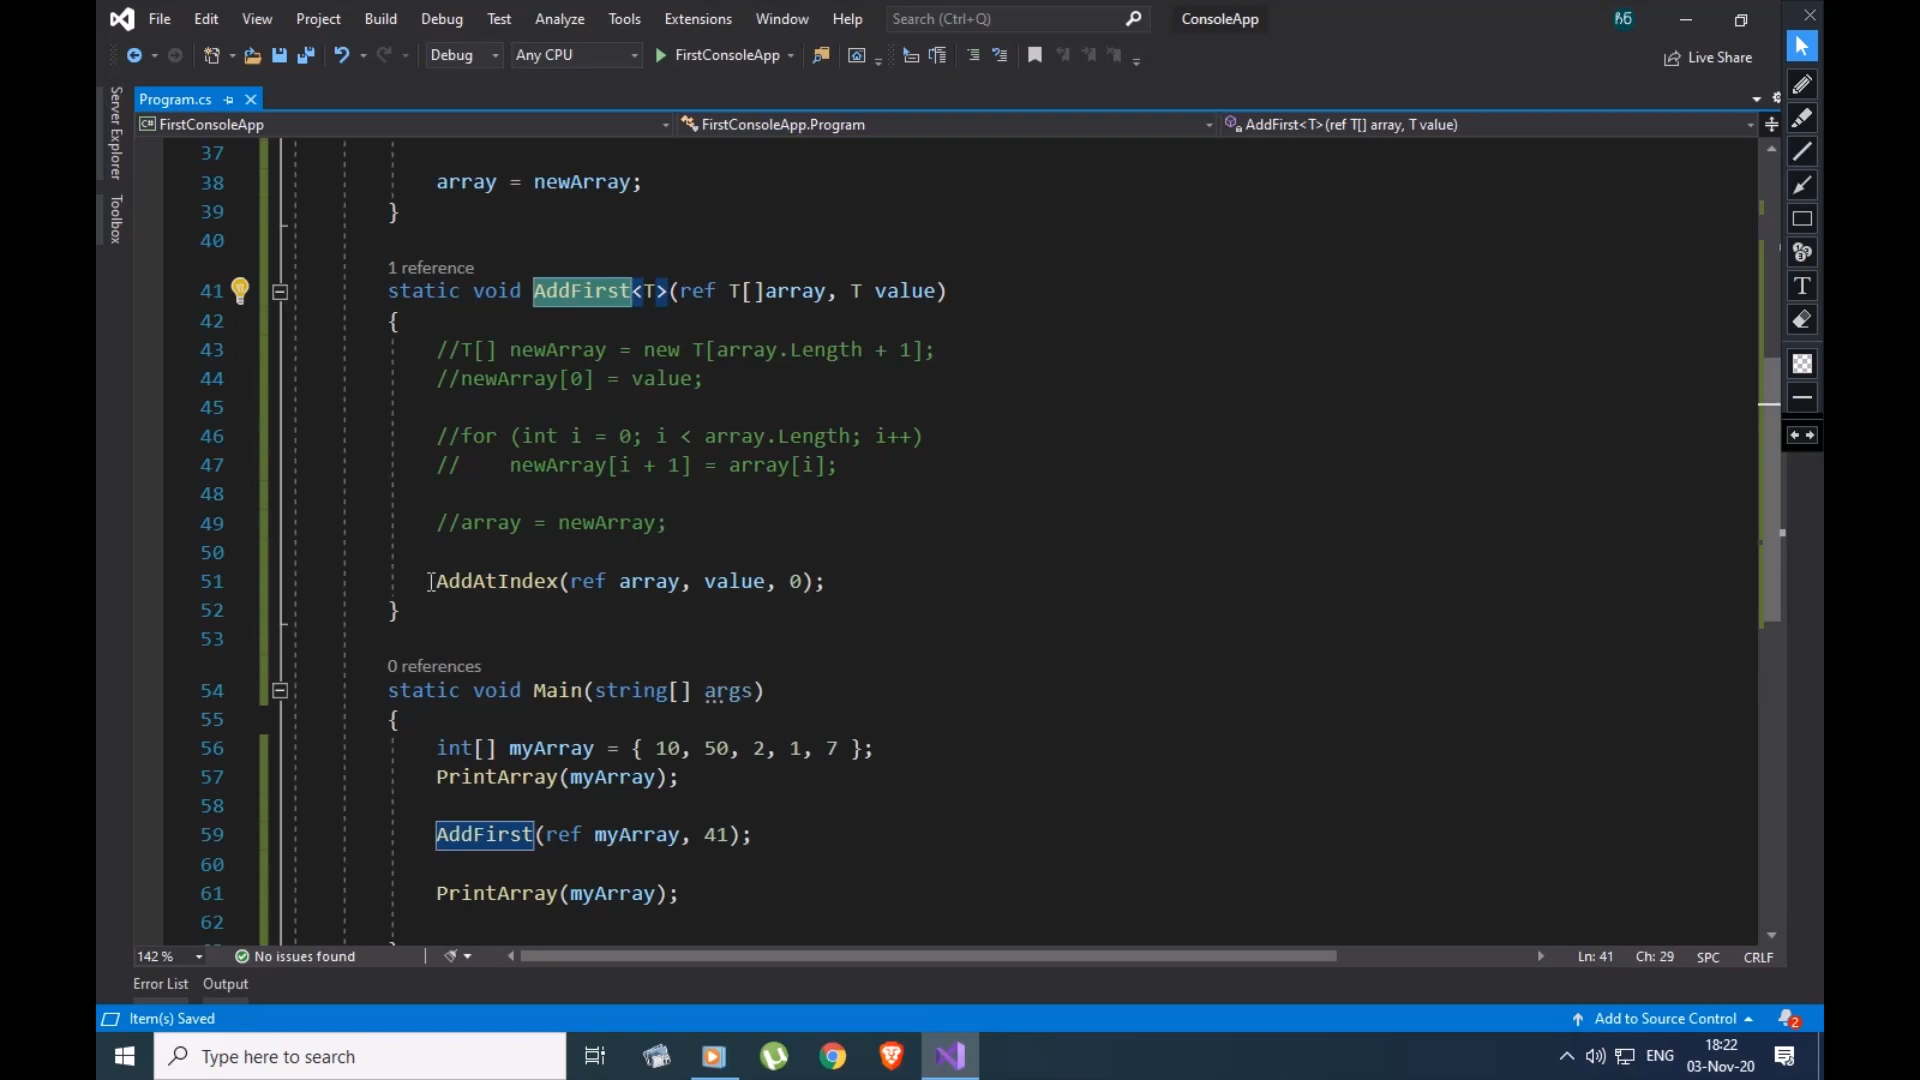 File Edit View Project Build Debug Test Analyze Tools Extensions Window Help Search (Ctrl+Q) ConsoleApp
Debug Any CPU FirstConsoleApp Live Share
Server Explorer
Toolbox
Program.cs
FirstConsoleApp FirstConsoleApp.Program AddFirst<T>(ref T[] array, T value)
37
38 array = newArray;
39 }
40
1 reference
41 static void AddFirst<T>(ref T[]array, T value)
42 {
43 //T[] newArray = new T[array.Length + 1];
44 //newArray[0] = value;
45
46 //for (int i = 0; i < array.Length; i++)
47 //    newArray[i + 1] = array[i];
48
49 //array = newArray;
50
51 AddAtIndex(ref array, value, 0);
52 }
53
0 references
54 static void Main(string[] args)
55 {
56 int[] myArray = { 10, 50, 2, 1, 7 };
57 PrintArray(myArray);
58
59 AddFirst(ref myArray, 41);
60
61 PrintArray(myArray);
62
142 % No issues found Ln: 41 Ch: 29 SPC CRLF
Error List Output
Item(s) Saved Add to Source Control 2
Type here to search ENG 18:22
03-Nov-20